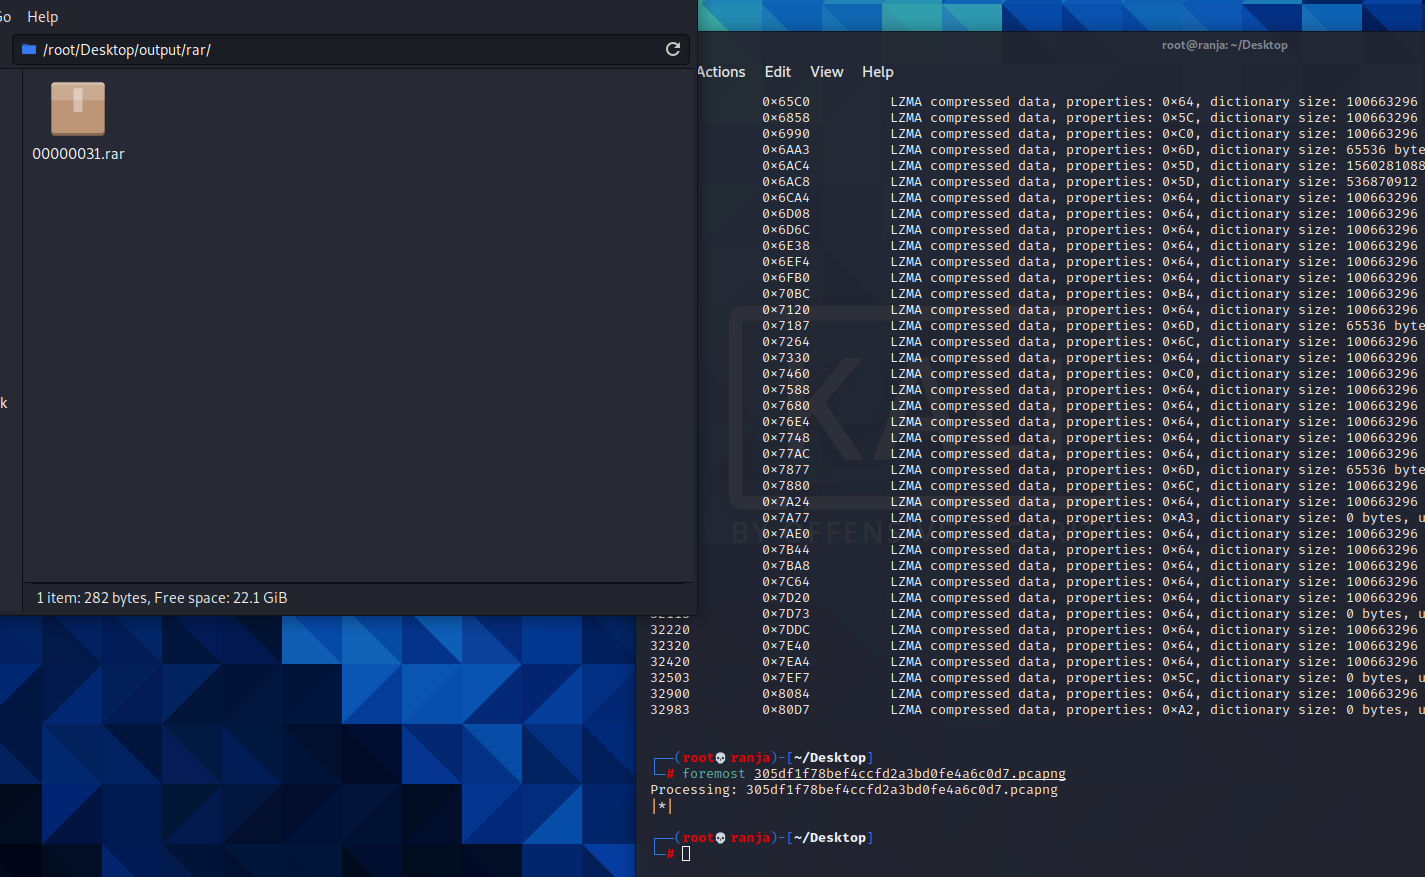 Go Help
/root/Desktop/output/rar/
00000031.rar
k
1 item: 282 bytes, Free space: 22.1 GiB
root@ranja: ~/Desktop
Actions Edit View Help
0×65C0 LZMA compressed data, properties: 0×64, dictionary size: 100663296
0×6858 LZMA compressed data, properties: 0×5C, dictionary size: 100663296
0×6990 LZMA compressed data, properties: 0×C0, dictionary size: 100663296
0×6AA3 LZMA compressed data, properties: 0×6D, dictionary size: 65536 byte
0×6AC4 LZMA compressed data, properties: 0×5D, dictionary size: 1560281088
0×6AC8 LZMA compressed data, properties: 0×5D, dictionary size: 536870912
0×6CA4 LZMA compressed data, properties: 0×64, dictionary size: 100663296
0×6D08 LZMA compressed data, properties: 0×64, dictionary size: 100663296
0×6D6C LZMA compressed data, properties: 0×64, dictionary size: 100663296
0×6E38 LZMA compressed data, properties: 0×64, dictionary size: 100663296
0×6EF4 LZMA compressed data, properties: 0×64, dictionary size: 100663296
0×6FB0 LZMA compressed data, properties: 0×64, dictionary size: 100663296
0×70BC LZMA compressed data, properties: 0×B4, dictionary size: 100663296
0×7120 LZMA compressed data, properties: 0×64, dictionary size: 100663296
0×7187 LZMA compressed data, properties: 0×6D, dictionary size: 65536 byte
0×7264 LZMA compressed data, properties: 0×6C, dictionary size: 100663296
0×7330 LZMA compressed data, properties: 0×64, dictionary size: 100663296
0×7460 LZMA compressed data, properties: 0×C0, dictionary size: 100663296
0×7588 LZMA compressed data, properties: 0×64, dictionary size: 100663296
0×7680 LZMA compressed data, properties: 0×64, dictionary size: 100663296
0×76E4 LZMA compressed data, properties: 0×64, dictionary size: 100663296
0×7748 LZMA compressed data, properties: 0×64, dictionary size: 100663296
0×77AC LZMA compressed data, properties: 0×64, dictionary size: 100663296
0×7877 LZMA compressed data, properties: 0×6D, dictionary size: 65536 byte
0×7880 LZMA compressed data, properties: 0×6C, dictionary size: 100663296
0×7A24 LZMA compressed data, properties: 0×64, dictionary size: 100663296
0×7A77 LZMA compressed data, properties: 0×A3, dictionary size: 0 bytes, u
0×7AE0 LZMA compressed data, properties: 0×64, dictionary size: 100663296
0×7B44 LZMA compressed data, properties: 0×64, dictionary size: 100663296
0×7BA8 LZMA compressed data, properties: 0×64, dictionary size: 100663296
0×7C64 LZMA compressed data, properties: 0×64, dictionary size: 100663296
0×7D20 LZMA compressed data, properties: 0×64, dictionary size: 100663296
0×7D73 LZMA compressed data, properties: 0×64, dictionary size: 0 bytes, u
32220 0×7DDC LZMA compressed data, properties: 0×64, dictionary size: 100663296
32320 0×7E40 LZMA compressed data, properties: 0×64, dictionary size: 100663296
32420 0×7EA4 LZMA compressed data, properties: 0×64, dictionary size: 100663296
32503 0×7EF7 LZMA compressed data, properties: 0×5C, dictionary size: 0 bytes, u
32900 0×8084 LZMA compressed data, properties: 0×64, dictionary size: 100663296
32983 0×80D7 LZMA compressed data, properties: 0×A2, dictionary size: 0 bytes, u
┌──(root💀ranja)-[~/Desktop]
└─# foremost 305df1f78bef4ccfd2a3bd0fe4a6c0d7.pcapng
Processing: 305df1f78bef4ccfd2a3bd0fe4a6c0d7.pcapng
|*|
┌──(root💀ranja)-[~/Desktop]
└─#
KALI
BY OFFENSIVE SECURITY